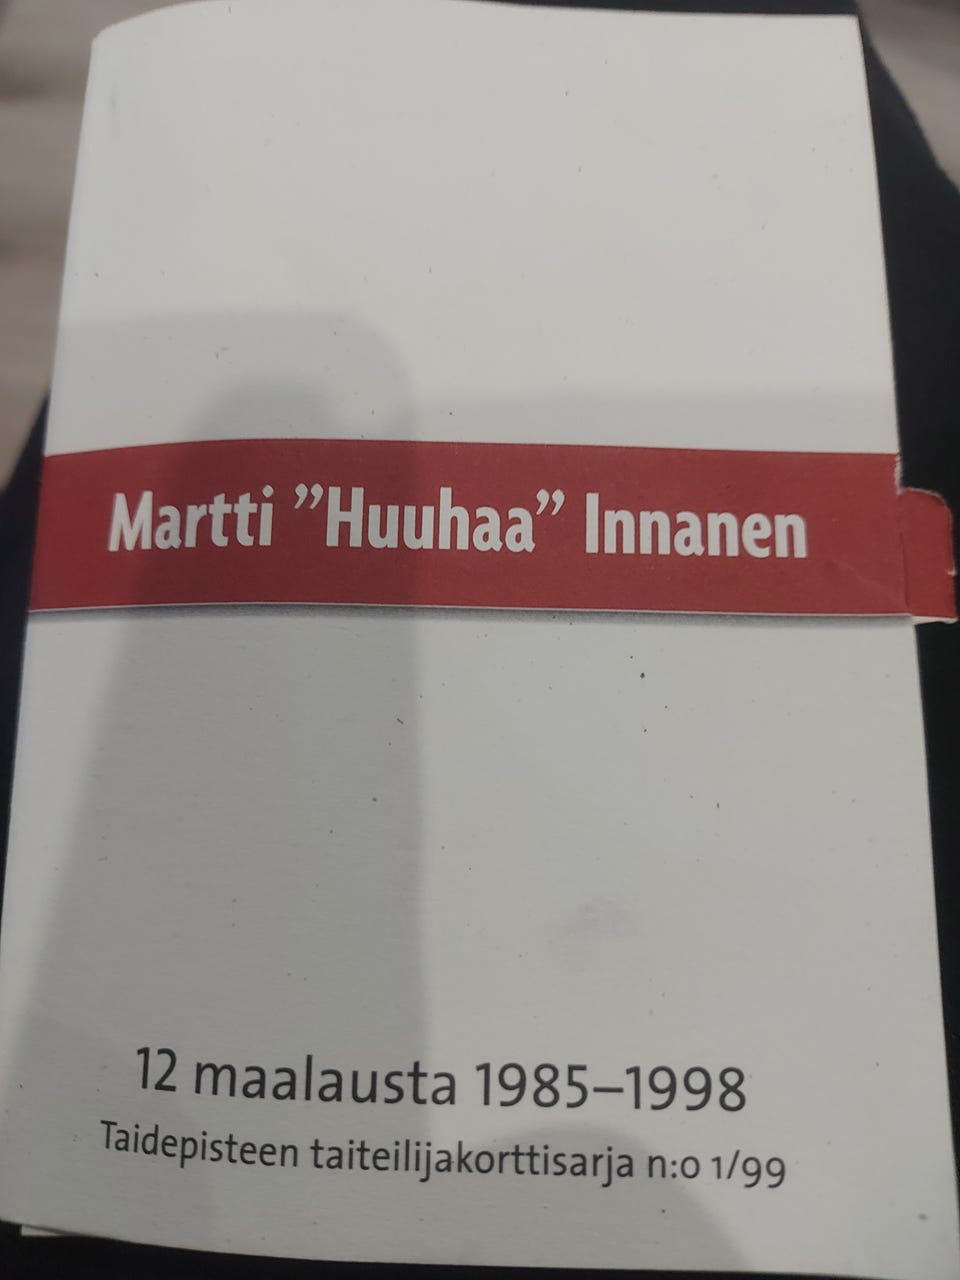 Martti ”Huuhaa” Innanen
12 maalausta 1985–1998
Taidepisteen taiteilijakorttisarja n:o 1/99